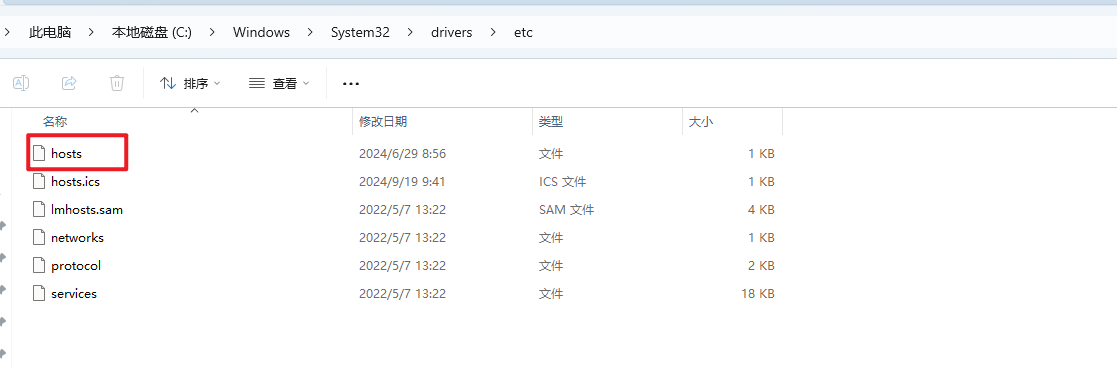 此电脑 > 本地磁盘 (C:) > Windows > System32 > drivers > etc
排序 查看 ...
名称 修改日期 类型 大小
hosts 2024/6/29 8:56 文件 1 KB
hosts.ics 2024/9/19 9:41 ICS 文件 1 KB
lmhosts.sam 2022/5/7 13:22 SAM 文件 4 KB
networks 2022/5/7 13:22 文件 1 KB
protocol 2022/5/7 13:22 文件 2 KB
services 2022/5/7 13:22 文件 18 KB